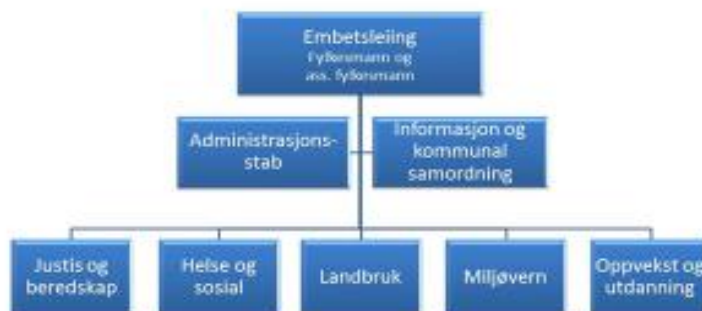 Embetsleiing
Fylkesmann og
ass. fylkesmann
Administrasjons-
stab
Informasjon og
kommunal
samordning
Justis og
beredskap
Helse og
sosial
Landbruk
Miljøvern
Oppvekst og
utdanning